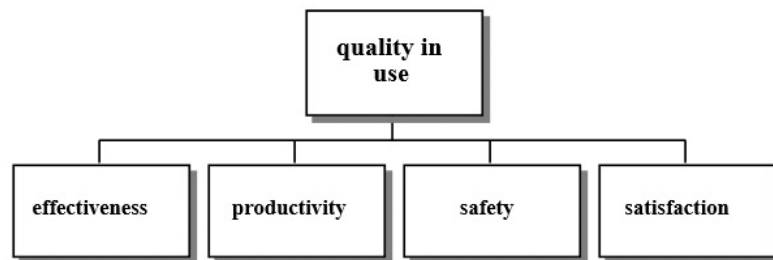 quality in
use
effectiveness
productivity
safety
satisfaction